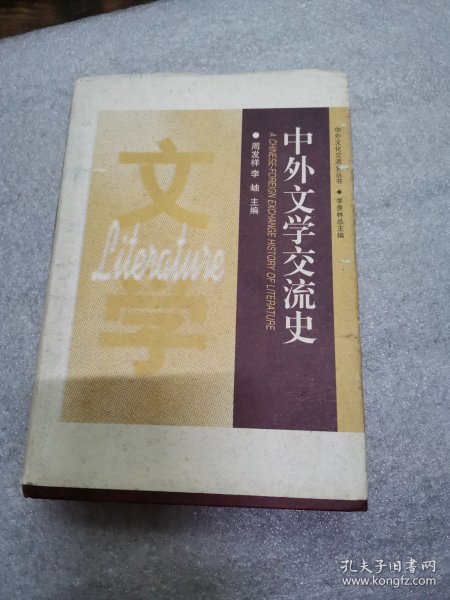 中外文化交流史丛书 ◆ 季羡林总主编
中外文学交流史
A CHINESE-FOREIGN EXCHANGE HISTORY OF LITERATURE
● 周发祥 李岫 主编
文
Literature
学
孔夫子旧书网
www.kongfz.com